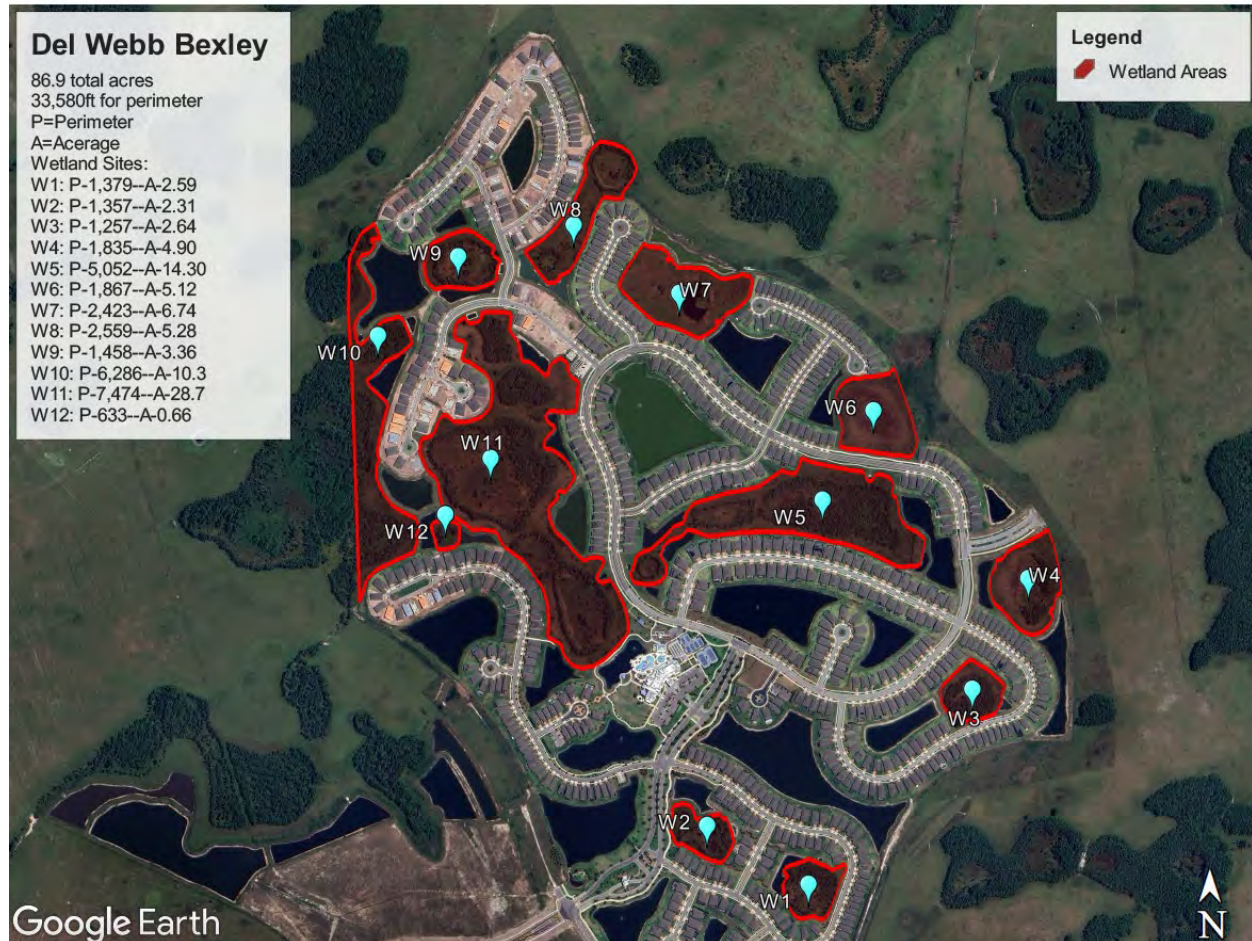 Del Webb Bexley
86.9 total acres
33,580ft for perimeter
P=Perimeter
A=Acerage
Wetland Sites:
W1: P-1,379--A-2.59
W2: P-1,357--A-2.31
W3: P-1,257--A-2.64
W4: P-1,835--A-4.90
W5: P-5,052--A-14.30
W6: P-1,867--A-5.12
W7: P-2,423--A-6.74
W8: P-2,559--A-5.28
W9: P-1,458--A-3.36
W10: P-6,286--A-10.3
W11: P-7,474--A-28.7
W12: P-633--A-0.66
Legend
Wetland Areas
W8
W9
W7
W10
W6
W11
W5
W12
W4
W3
W2
W1
Google Earth
N